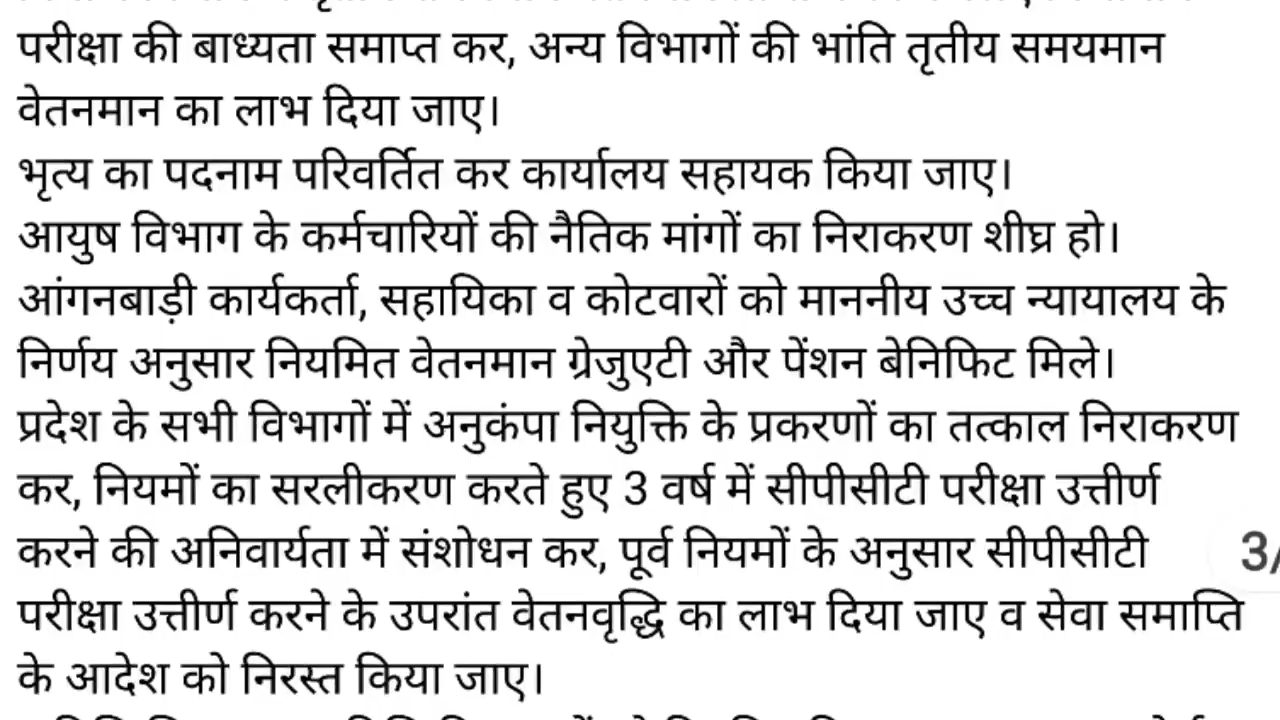 परीक्षा की बाध्यता समाप्त कर, अन्य विभागों की भांति तृतीय समयमान
वेतनमान का लाभ दिया जाए।
भृत्य का पदनाम परिवर्तित कर कार्यालय सहायक किया जाए।
आयुष विभाग के कर्मचारियों की नैतिक मांगों का निराकरण शीघ्र हो।
आंगनबाड़ी कार्यकर्ता, सहायिका व कोटवारों को माननीय उच्च न्यायालय के
निर्णय अनुसार नियमित वेतनमान ग्रेजुएटी और पेंशन बेनिफिट मिले।
प्रदेश के सभी विभागों में अनुकंपा नियुक्ति के प्रकरणों का तत्काल निराकरण
कर, नियमों का सरलीकरण करते हुए 3 वर्ष में सीपीसीटी परीक्षा उत्तीर्ण
करने की अनिवार्यता में संशोधन कर, पूर्व नियमों के अनुसार सीपीसीटी
3/
परीक्षा उत्तीर्ण करने के उपरांत वेतनवृद्धि का लाभ दिया जाए व सेवा समाप्ति
के आदेश को निरस्त किया जाए।